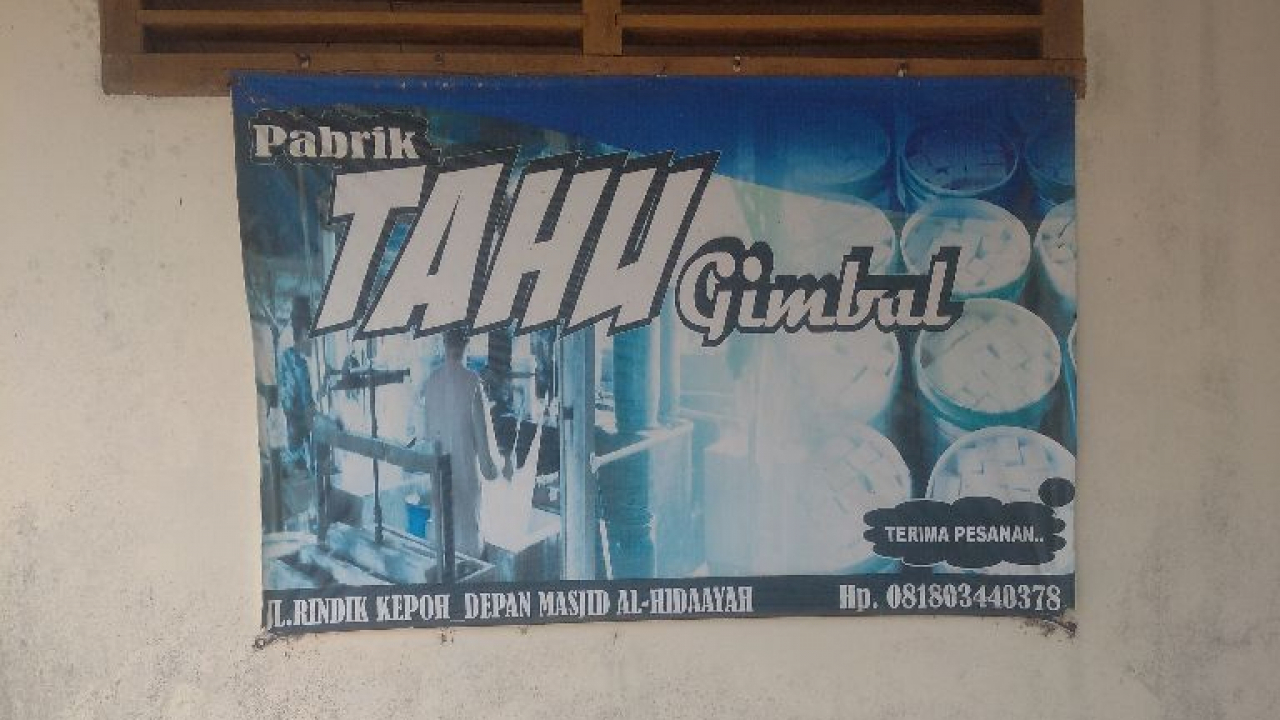 Pabrik
TAHU
Gimbal
TERIMA PESANAN..
JL.RINDIK KEPOH_DEPAN MASJID AL-HIDAAYAH
Hp. 081803440378